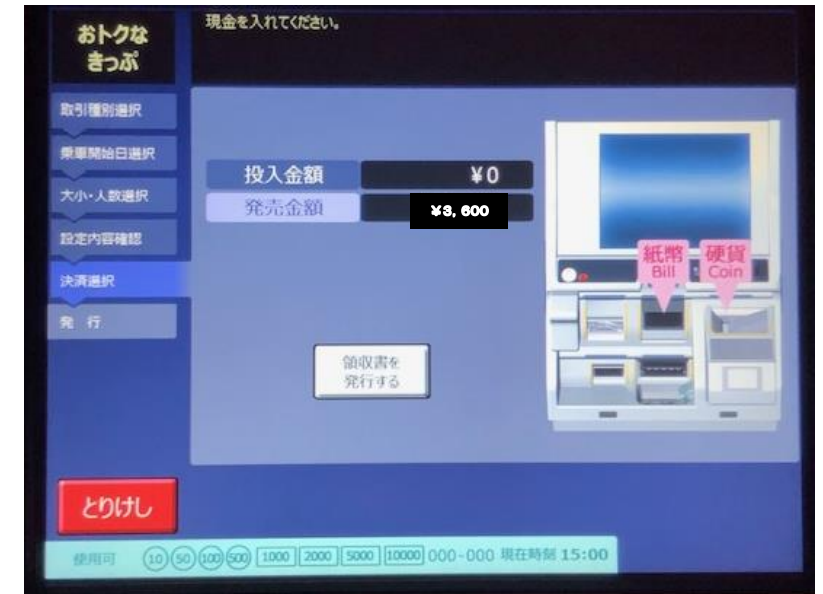 おトクな
きっぷ
現金を入れてください。
取引種別選択
乗車開始日選択
大小・人数選択
設定内容確認
決済選択
発行
投入金額 ¥0
発売金額 ¥3,600
紙幣
Bill
硬貨
Coin
領収書を
発行する
とりけし
使用可 10 50 100 500 1000 2000 5000 10000 000-000 現在時刻 15:00